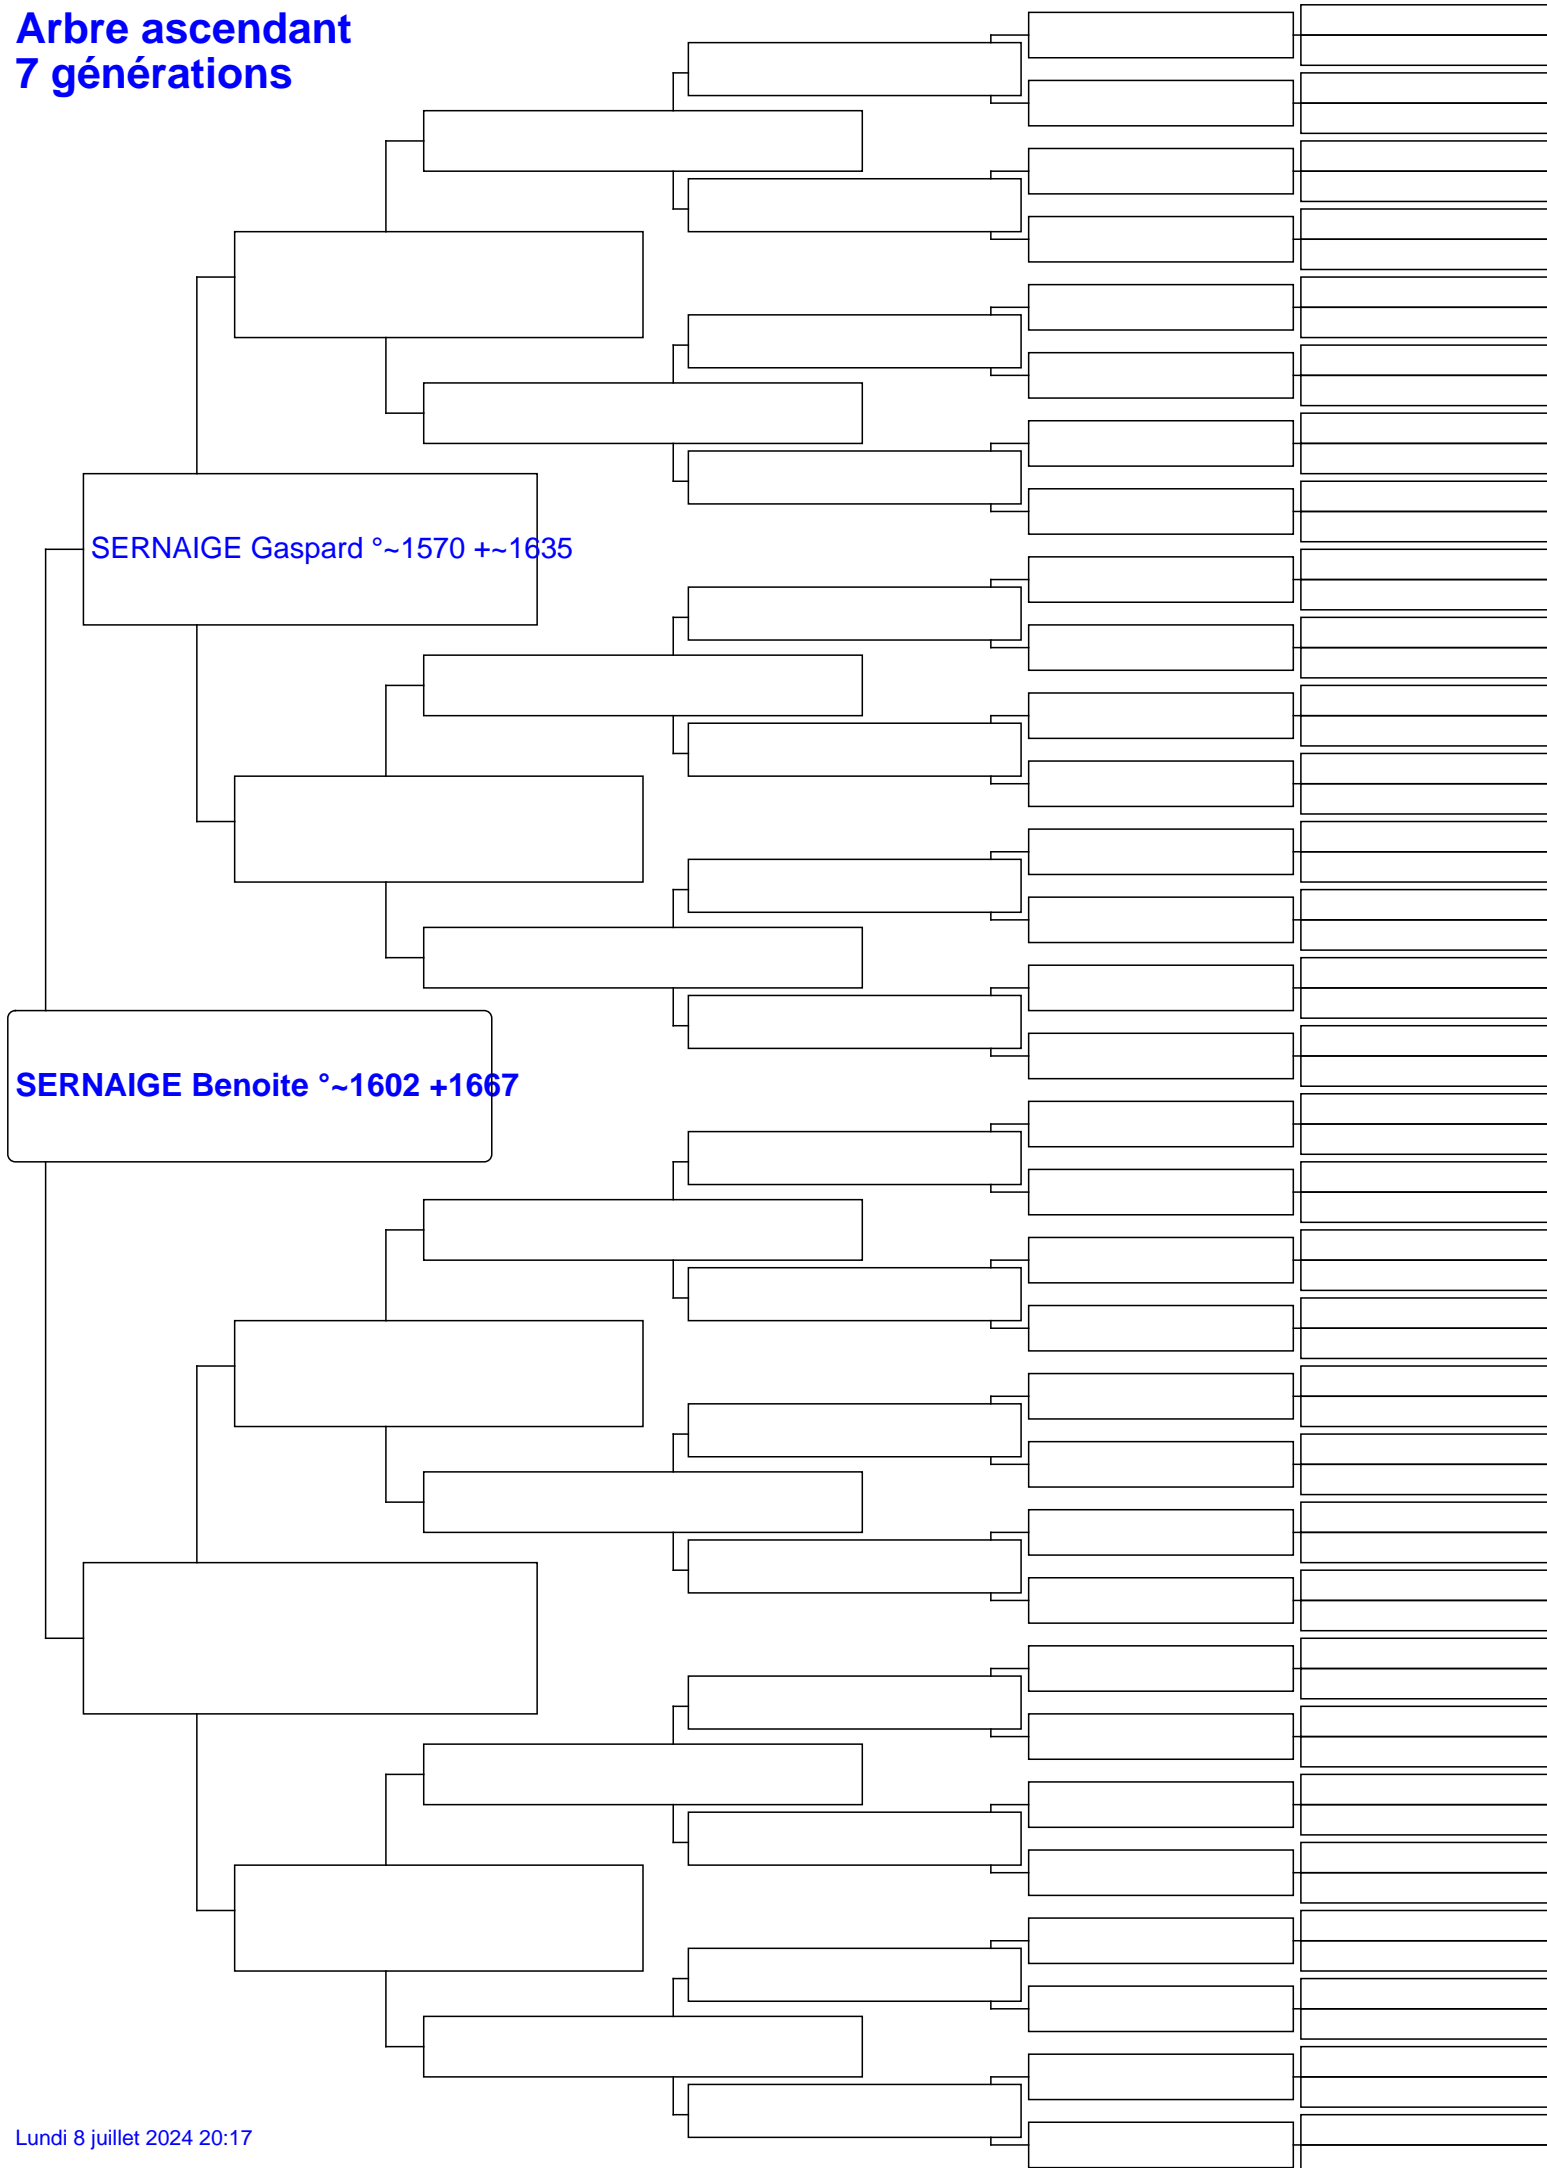 Arbre ascendant
7 générations
SERNAIGE Gaspard °~1570 +~1635
SERNAIGE Benoite °~1602 +1667
Lundi 8 juillet 2024 20:17